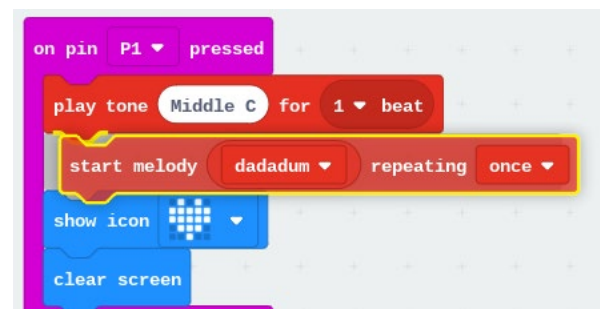 on pin P1 pressed
play tone Middle C for 1 beat
start melody dadadum repeating once
show icon
clear screen